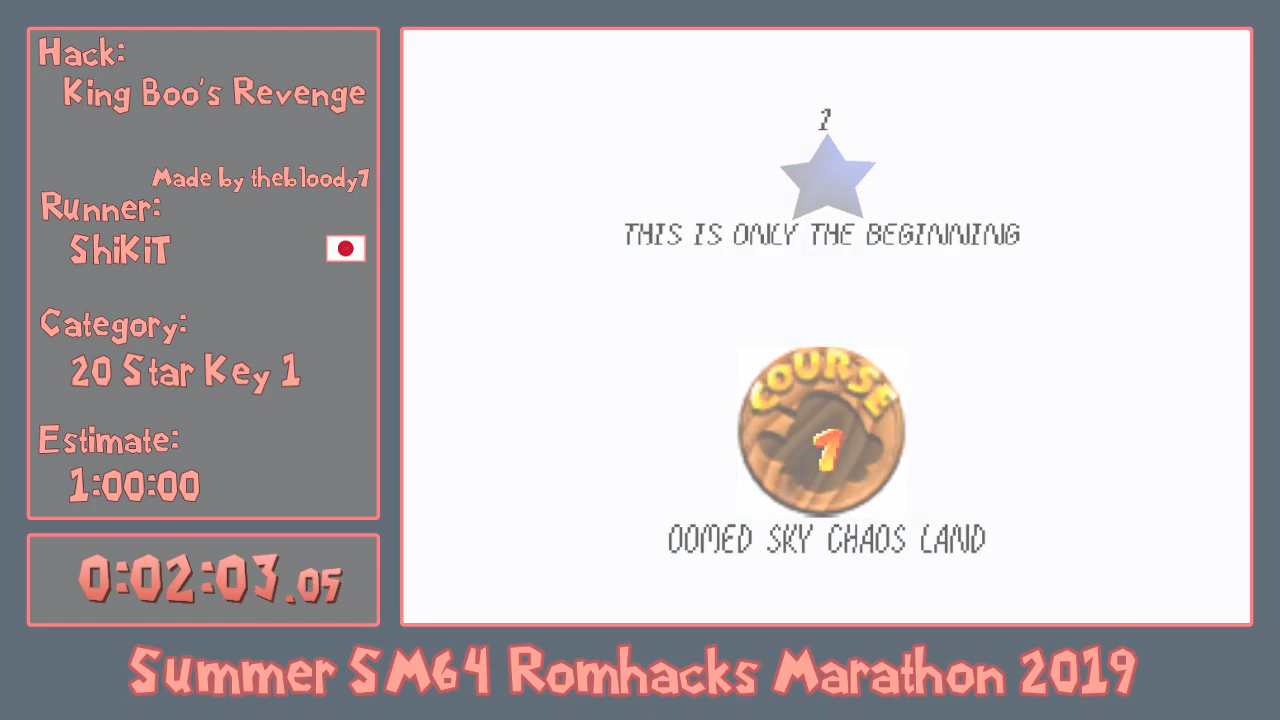 Hack:
King Boo's Revenge
Made by thebloody7
Runner:
ShiKiT
Category:
20 Star Key 1
Estimate:
1:00:00
0:02:03.05
1
THIS IS ONLY THE BEGINNING
COURSE
1
OOMED SKY CHAOS LAND
Summer SM64 Romhacks Marathon 2019